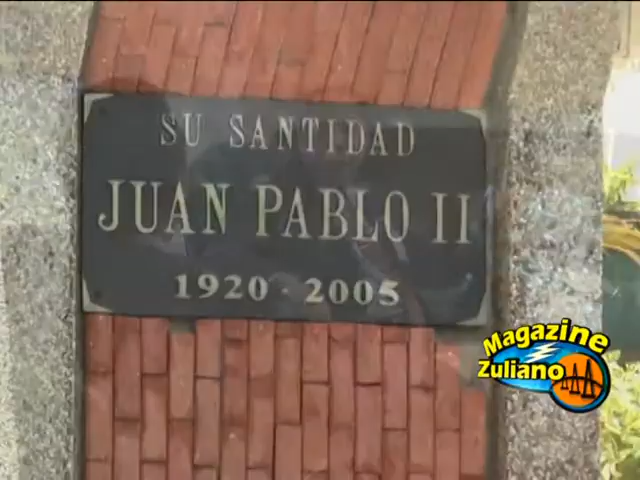 SU SANTIDAD
JUAN PABLO II
1920 - 2005
Magazine
Zuliano